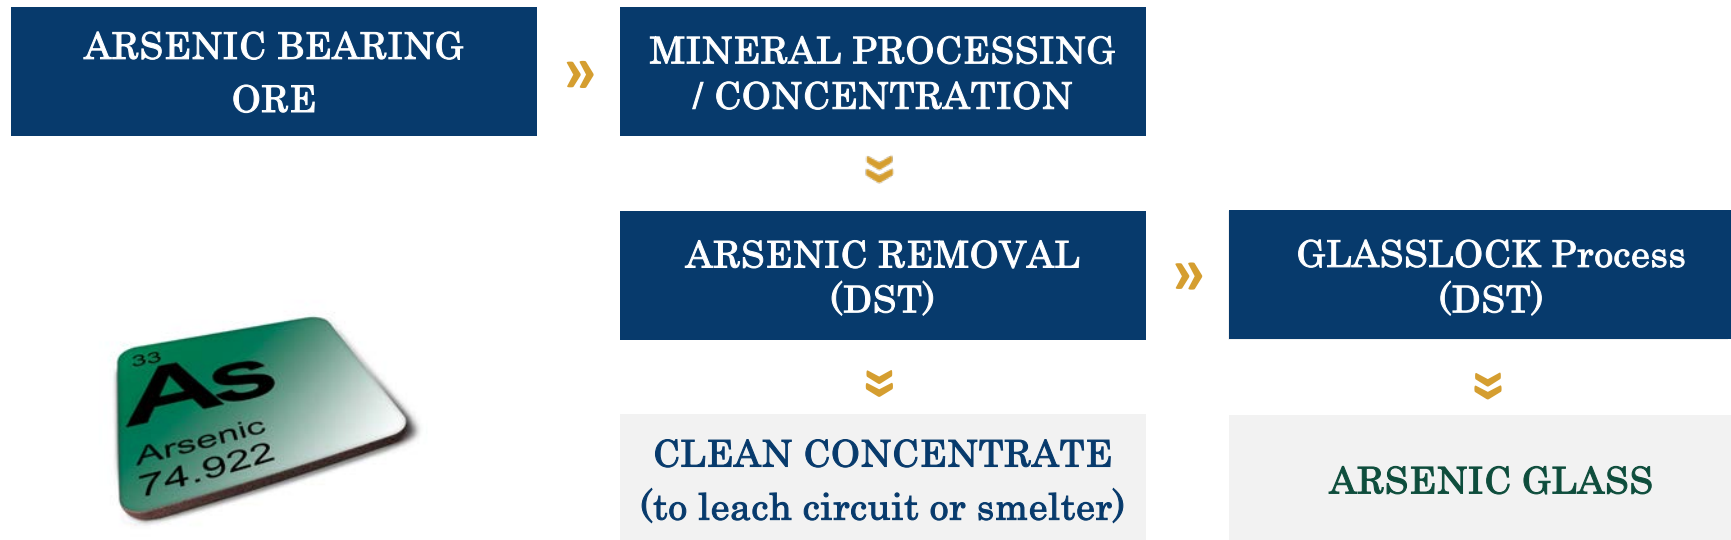 ARSENIC BEARING
ORE
MINERAL PROCESSING
/ CONCENTRATION
ARSENIC REMOVAL
(DST)
GLASSLOCK Process
(DST)
33
As
Arsenic
74.922
CLEAN CONCENTRATE
(to leach circuit or smelter)
ARSENIC GLASS